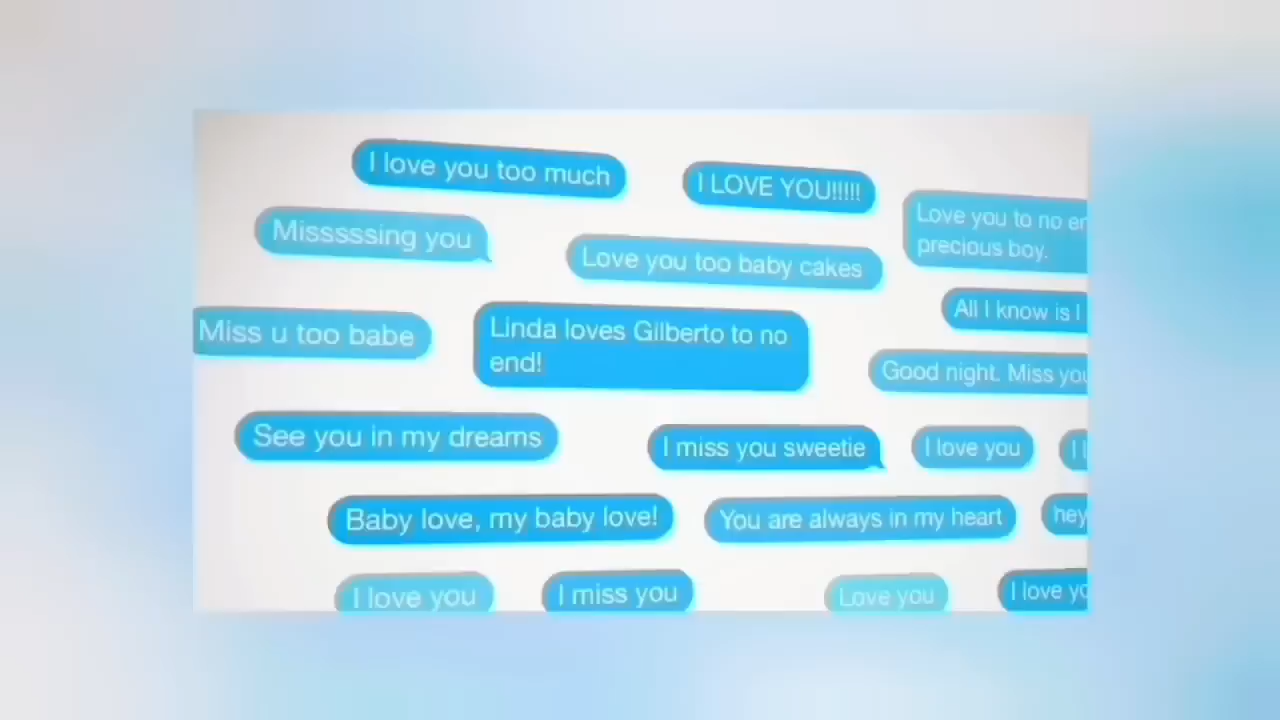 I love you too much
I LOVE YOU!!!!!
Love you to no
precious boy.
Misssssing you
Love you too baby cakes
All I know is I
Miss u too babe
Linda loves Gilberto to no
end!
Good night. Miss you
See you in my dreams
I miss you sweetie
I love you
I
Baby love, my baby love!
You are always in my heart
hey
I love you
I miss you
Love you
I love